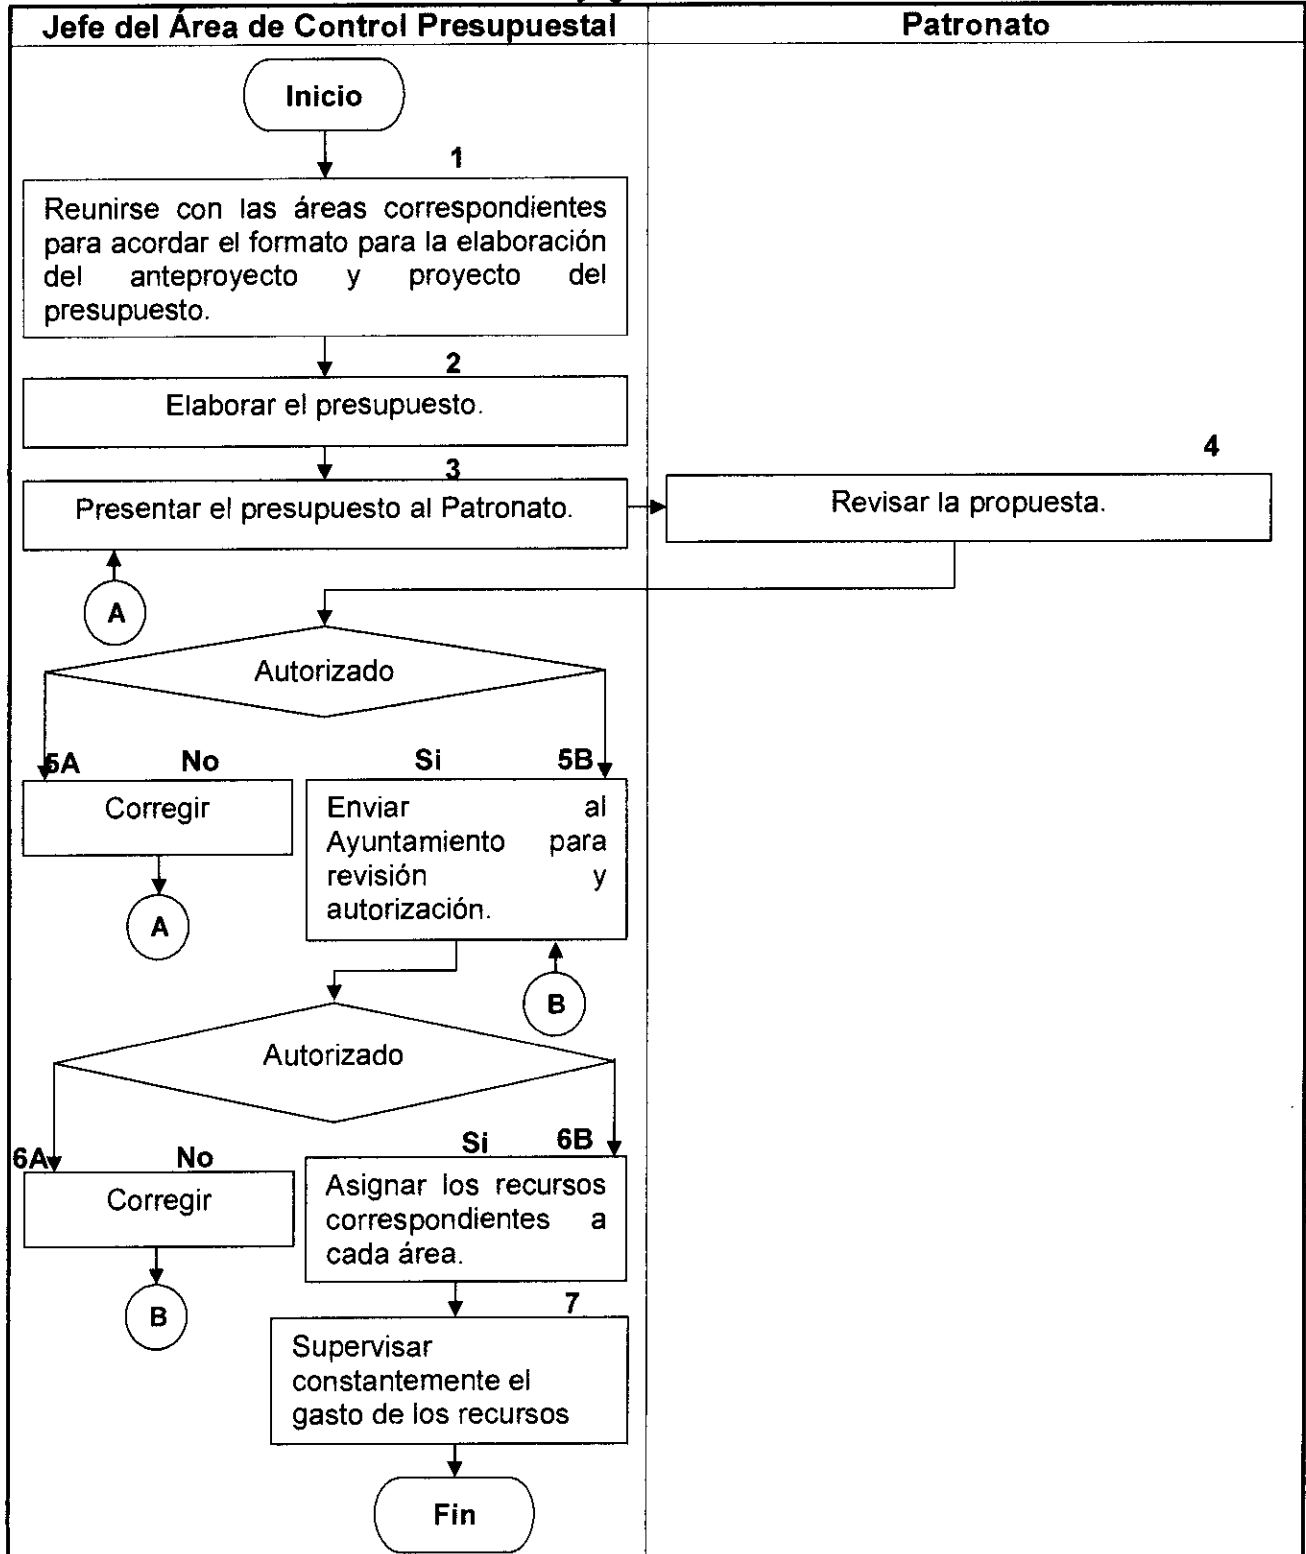 Jefe del Área de Control Presupuestal
Patronato
Inicio
1
Reunirse con las áreas correspondientes
para acordar el formato para la elaboración
del anteproyecto y proyecto del
presupuesto.
2
Elaborar el presupuesto.
3
Presentar el presupuesto al Patronato.
4
Revisar la propuesta.
A
Autorizado
5A No
Si 5B
Corregir
Enviar al
Ayuntamiento para
revisión y
autorización.
A
B
Autorizado
6A No
Si 6B
Corregir
Asignar los recursos
correspondientes a
cada área.
B
7
Supervisar
constantemente el
gasto de los recursos
Fin